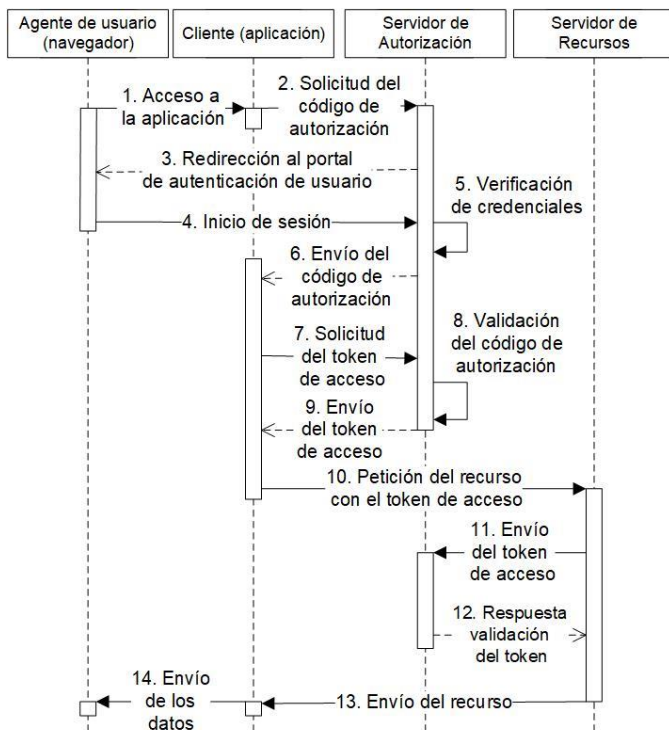 Agente de usuario
(navegador)
Cliente (aplicación)
Servidor de
Autorización
Servidor de
Recursos
1. Acceso a
la aplicación
2. Solicitud del
código de
autorización
3. Redirección al portal
de autenticación de usuario
4. Inicio de sesión
5. Verificación
de credenciales
6. Envío del
código de
autorización
7. Solicitud
del token
de acceso
8. Validación
del código de
autorización
9. Envío
del token
de acceso
10. Petición del recurso
con el token de acceso
11. Envío
del token
de acceso
12. Respuesta
validación
del token
13. Envío del recurso
14. Envío
de los
datos